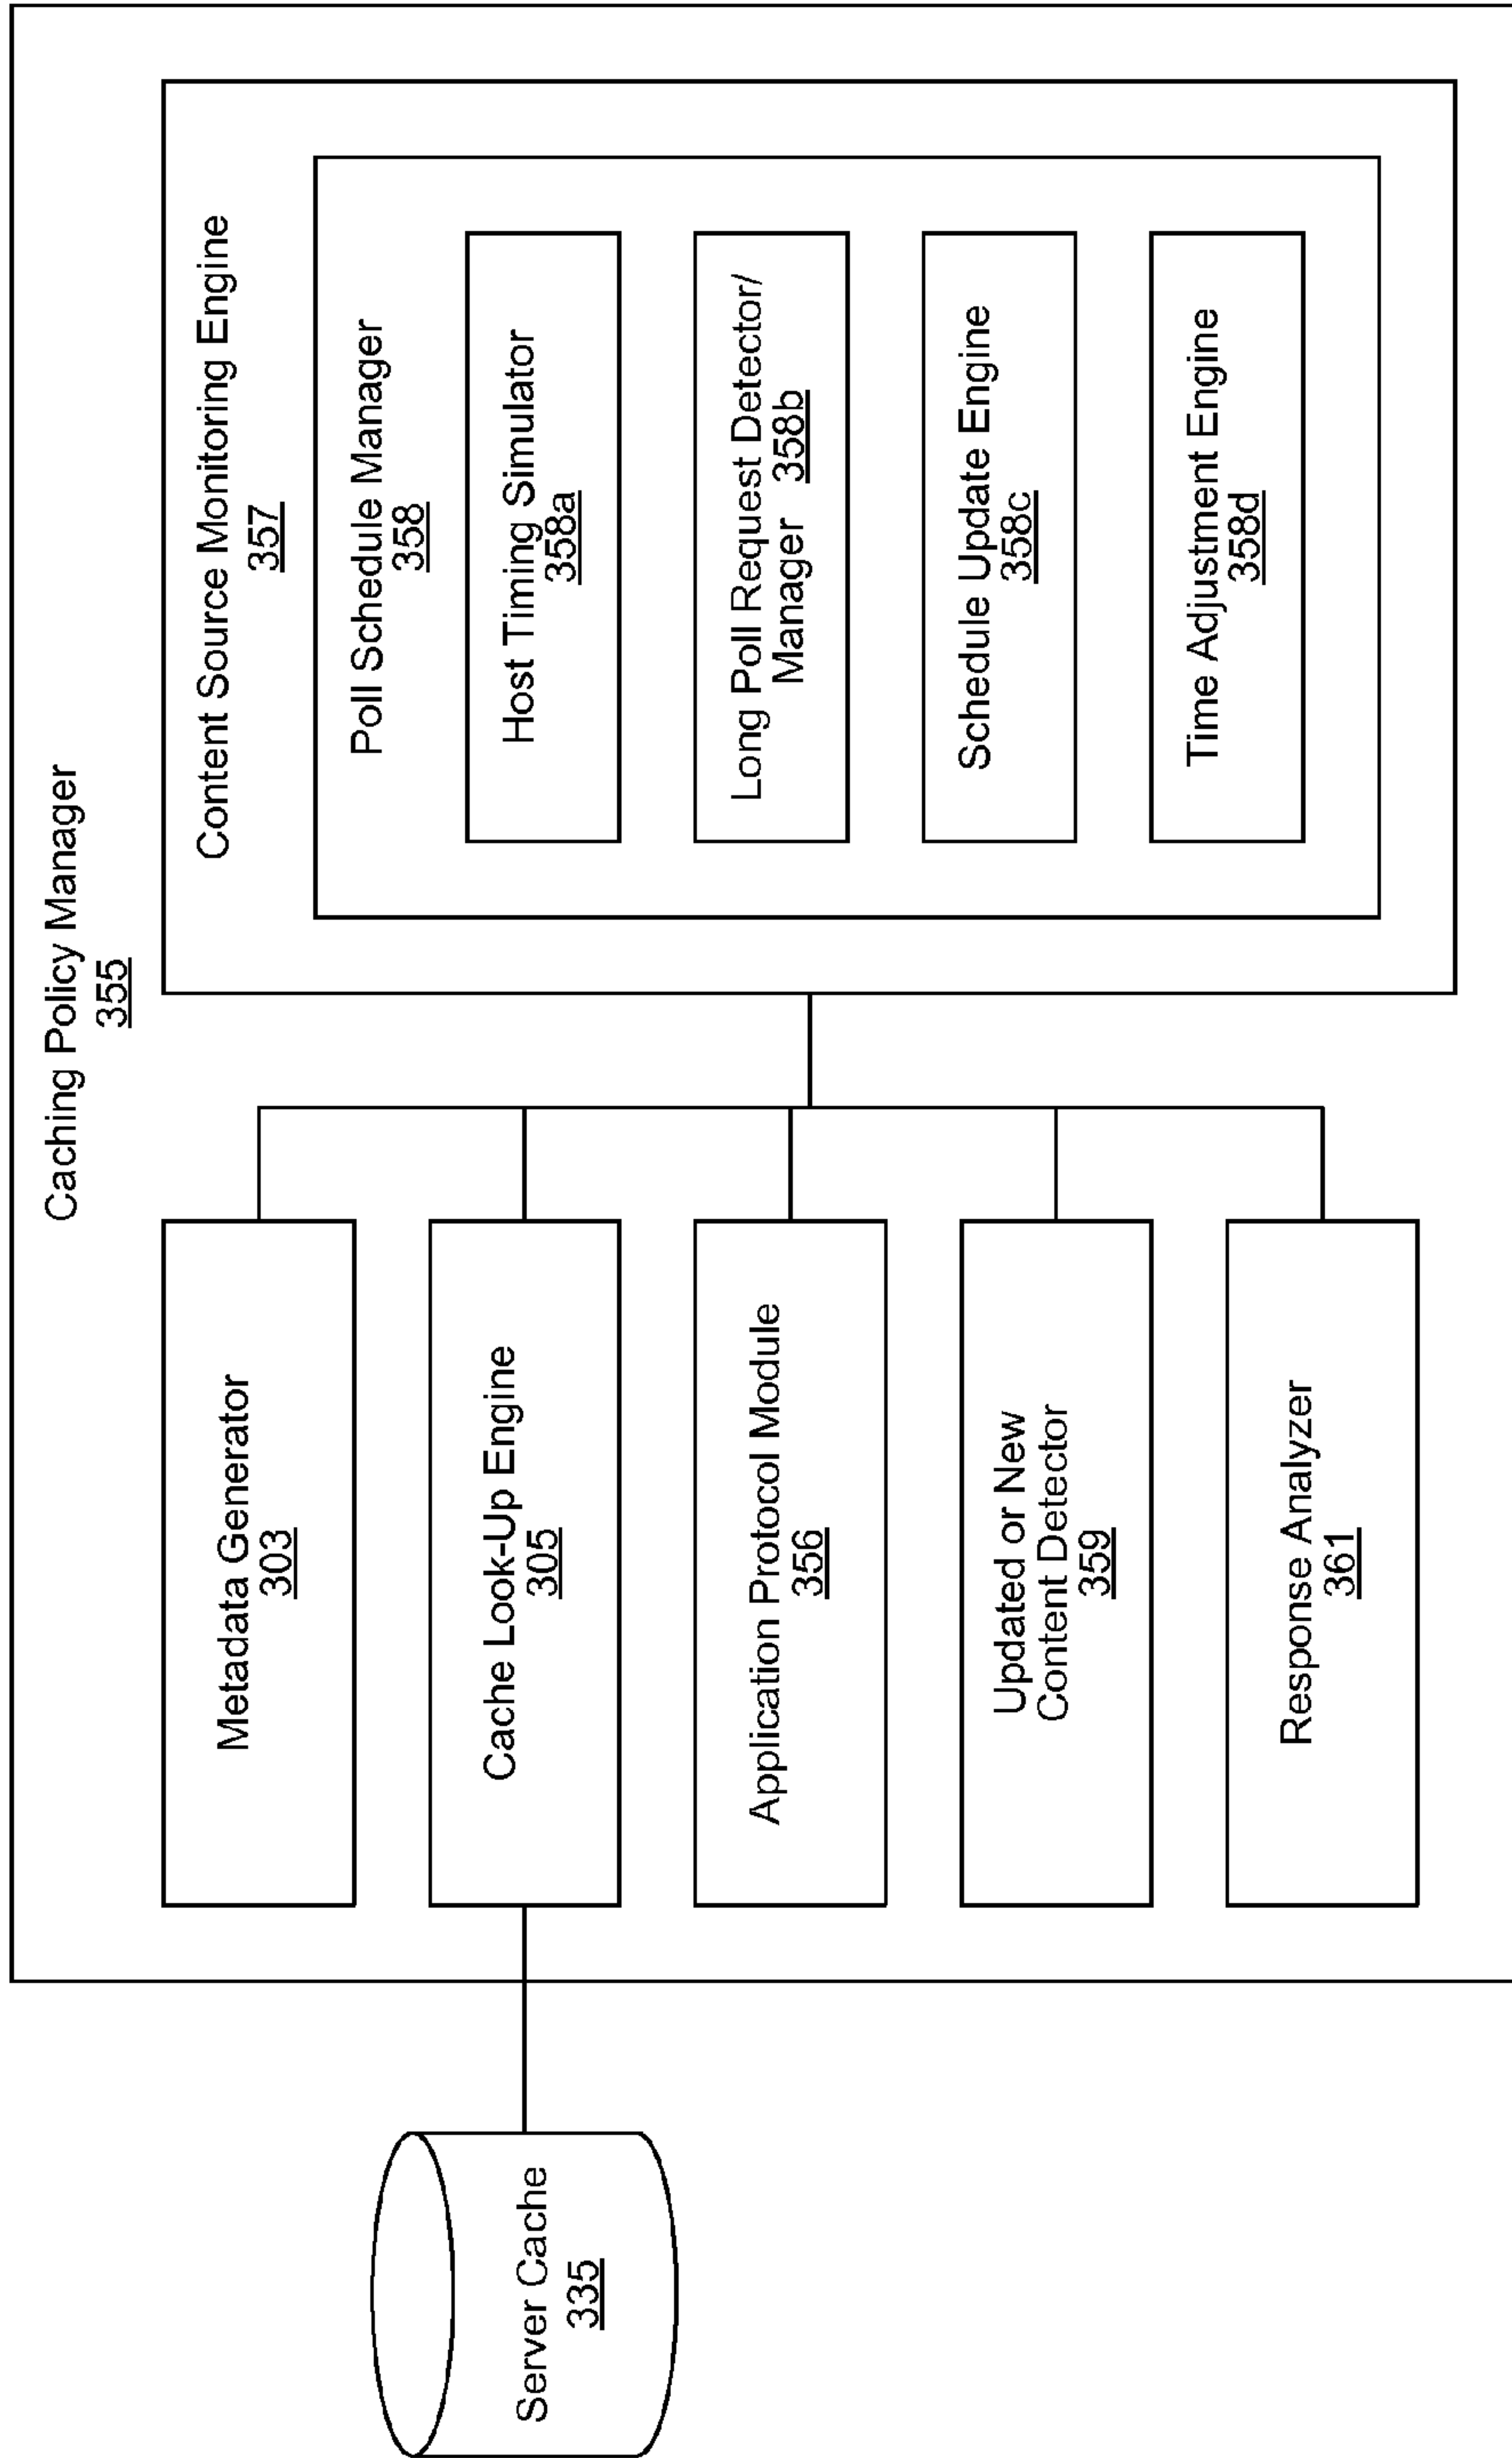 Caching Policy Manager
355
Server Cache
335
Metadata Generator
303
Cache Look-Up Engine
305
Application Protocol Module
356
Updated or New
Content Detector
359
Response Analyzer
361
Content Source Monitoring Engine
357
Poll Schedule Manager
358
Host Timing Simulator
358a
Long Poll Request Detector/
Manager 358b
Schedule Update Engine
358c
Time Adjustment Engine
358d